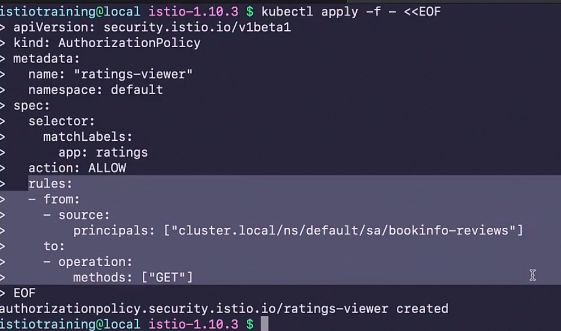 istiotraining@local istio-1.10.3 $ kubectl apply -f - <<EOF
> apiVersion: security.istio.io/v1beta1
> kind: AuthorizationPolicy
> metadata:
>   name: "ratings-viewer"
>   namespace: default
> spec:
>   selector:
>     matchLabels:
>       app: ratings
>   action: ALLOW
>   rules:
>   - from:
>     - source:
>         principals: ["cluster.local/ns/default/sa/bookinfo-reviews"]
>     to:
>     - operation:
>         methods: ["GET"]
> EOF
authorizationpolicy.security.istio.io/ratings-viewer created
istiotraining@local istio-1.10.3 $